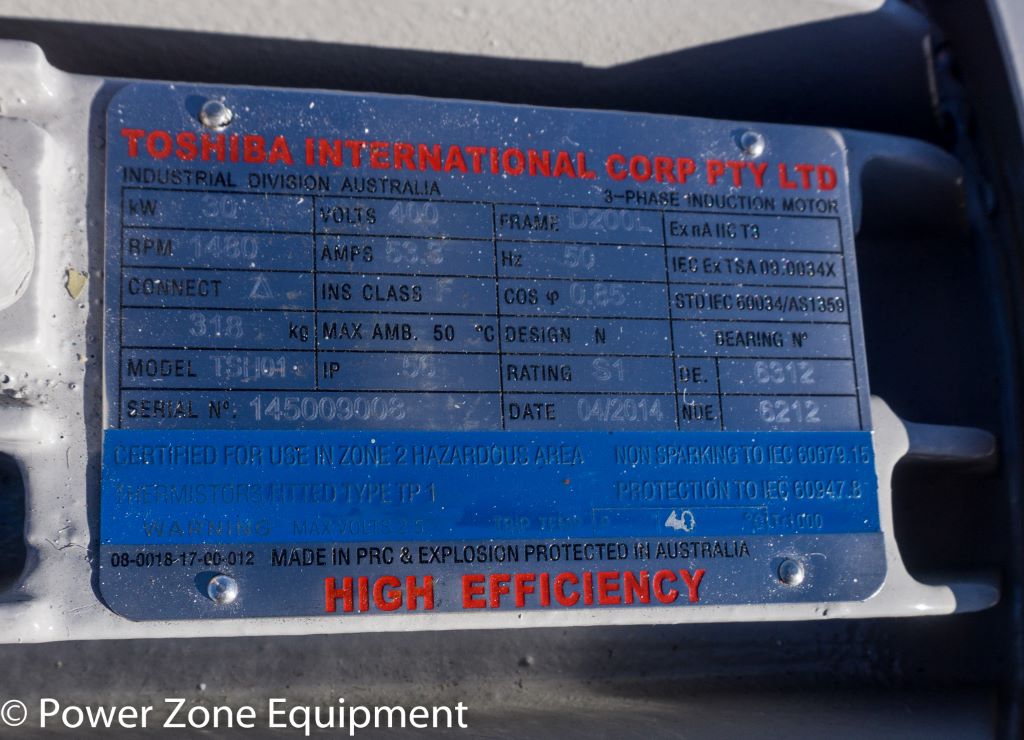 TOSHIBA INTERNATIONAL CORP PTY LTD
INDUSTRIAL DIVISION AUSTRALIA 3-PHASE INDUCTION MOTOR
kW 30 VOLTS 400 FRAME D200L Ex nA IIC T3
RPM 1480 AMPS 53.8 Hz 50 IEC Ex TSA 09.0034X
CONNECT Δ INS CLASS F COS φ 0.85 STD IEC 60034/AS1359
318 kg MAX AMB. 50 °C DESIGN N BEARING Nº
MODEL TSH01 IP 56 RATING S1 DE. 6312
SERIAL Nº: 145009008 DATE 04/2014 NDE. 6212
CERTIFIED FOR USE IN ZONE 2 HAZARDOUS AREA NON SPARKING TO IEC 60079.15
THERMISTORS FITTED TYPE TP 1 PROTECTION TO IEC 60947.8
WARNING MAX VOLTS 2.5 TRIP TEMP 140
08-0018-17-00-012 MADE IN PRC & EXPLOSION PROTECTED IN AUSTRALIA
HIGH EFFICIENCY
© Power Zone Equipment